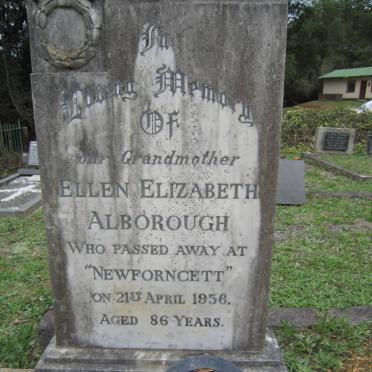 In
Loving Memory
Of
our Grandmother
ELLEN ELIZABETH
ALBOROUGH
WHO PASSED AWAY AT
"NEWFORNCETT"
ON 21ST APRIL 1956.
AGED 86 YEARS.